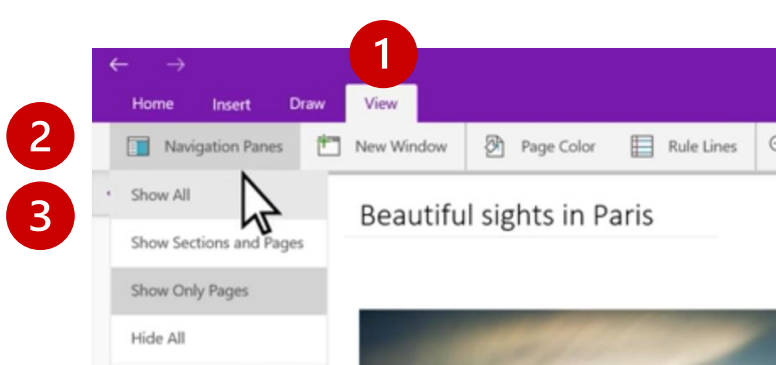 1
Home Insert Draw View
2 Navigation Panes New Window Page Color Rule Lines
3 Show All
Beautiful sights in Paris
Show Sections and Pages
Show Only Pages
Hide All